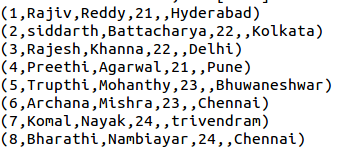 (1,Rajiv,Reddy,21,,Hyderabad)
(2,siddarth,Battacharya,22,,Kolkata)
(3,Rajesh,Khanna,22,,Delhi)
(4,Preethi,Agarwal,21,,Pune)
(5,Trupthi,Mohanthy,23,,Bhuwaneshwar)
(6,Archana,Mishra,23,,Chennai)
(7,Komal,Nayak,24,,trivendram)
(8,Bharathi,Nambiayar,24,,Chennai)